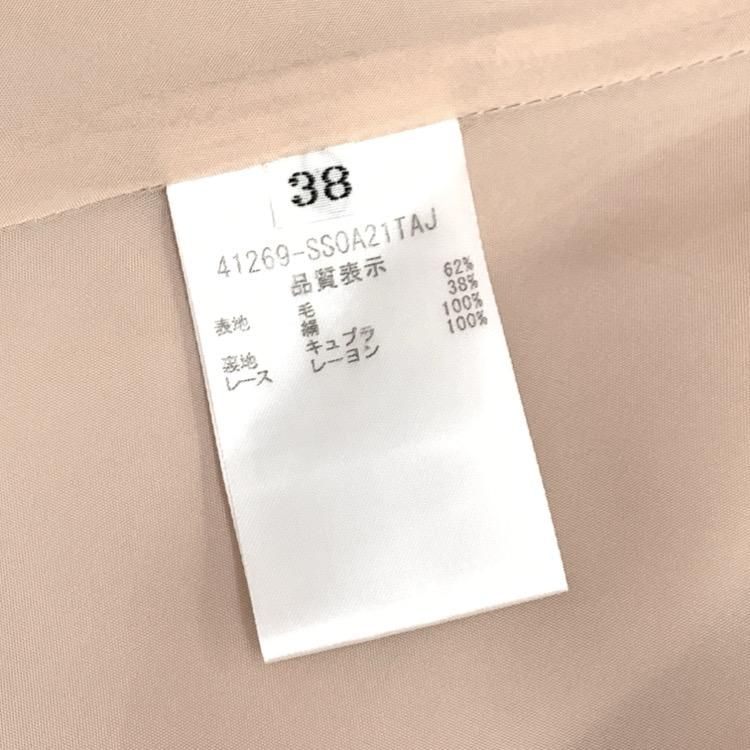 38
41269-SS0A21TAJ
品質表示
表地 毛 62%
絹 38%
裏地 キュプラ 100%
レース レーヨン 100%